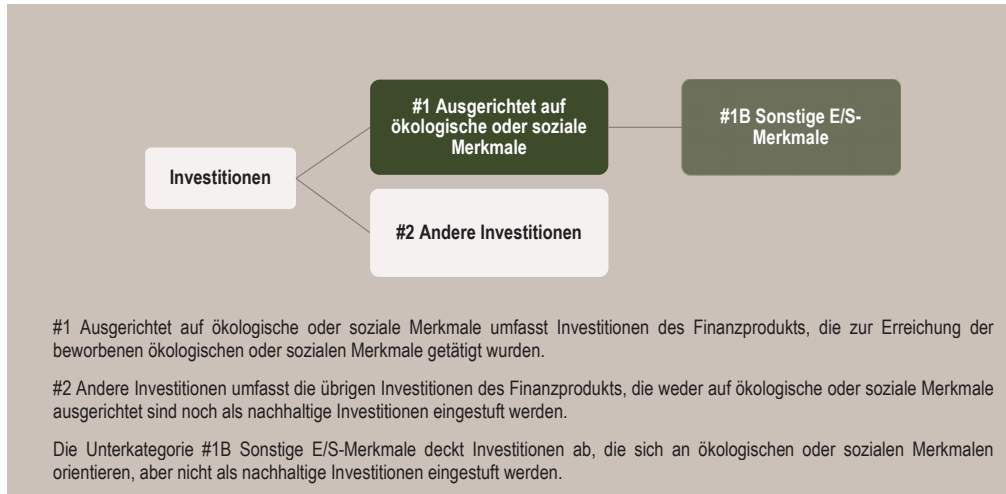 #1 Ausgerichtet auf
ökologische oder soziale
Merkmale
#1B Sonstige E/S-
Merkmale
Investitionen
#2 Andere Investitionen
#1 Ausgerichtet auf ökologische oder soziale Merkmale umfasst Investitionen des Finanzprodukts, die zur Erreichung der
beworbenen ökologischen oder sozialen Merkmale getätigt wurden.
#2 Andere Investitionen umfasst die übrigen Investitionen des Finanzprodukts, die weder auf ökologische oder soziale Merkmale
ausgerichtet sind noch als nachhaltige Investitionen eingestuft werden.
Die Unterkategorie #1B Sonstige E/S-Merkmale deckt Investitionen ab, die sich an ökologischen oder sozialen Merkmalen
orientieren, aber nicht als nachhaltige Investitionen eingestuft werden.